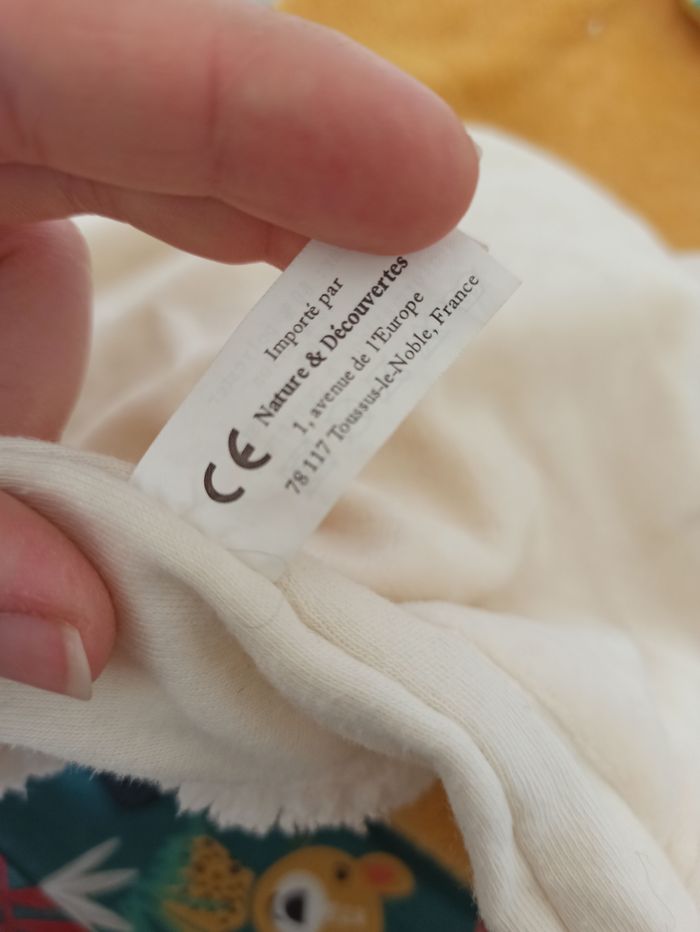 Importé par
Nature & Découvertes
1, avenue de l'Europe
78 117 Toussus-le-Noble, France
CE